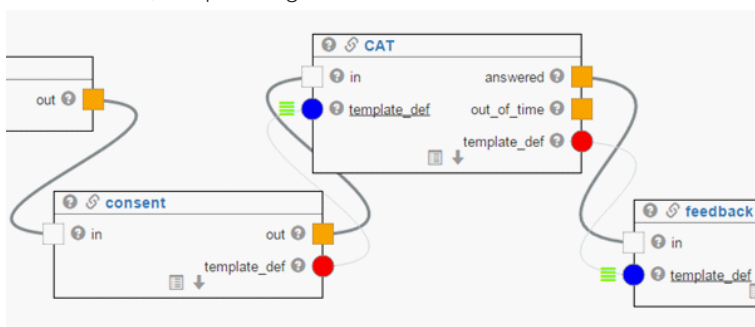 CAT
in answered
template_def out_of_time
template_def
out
consent
in out
template_def
feedback
in
template_def